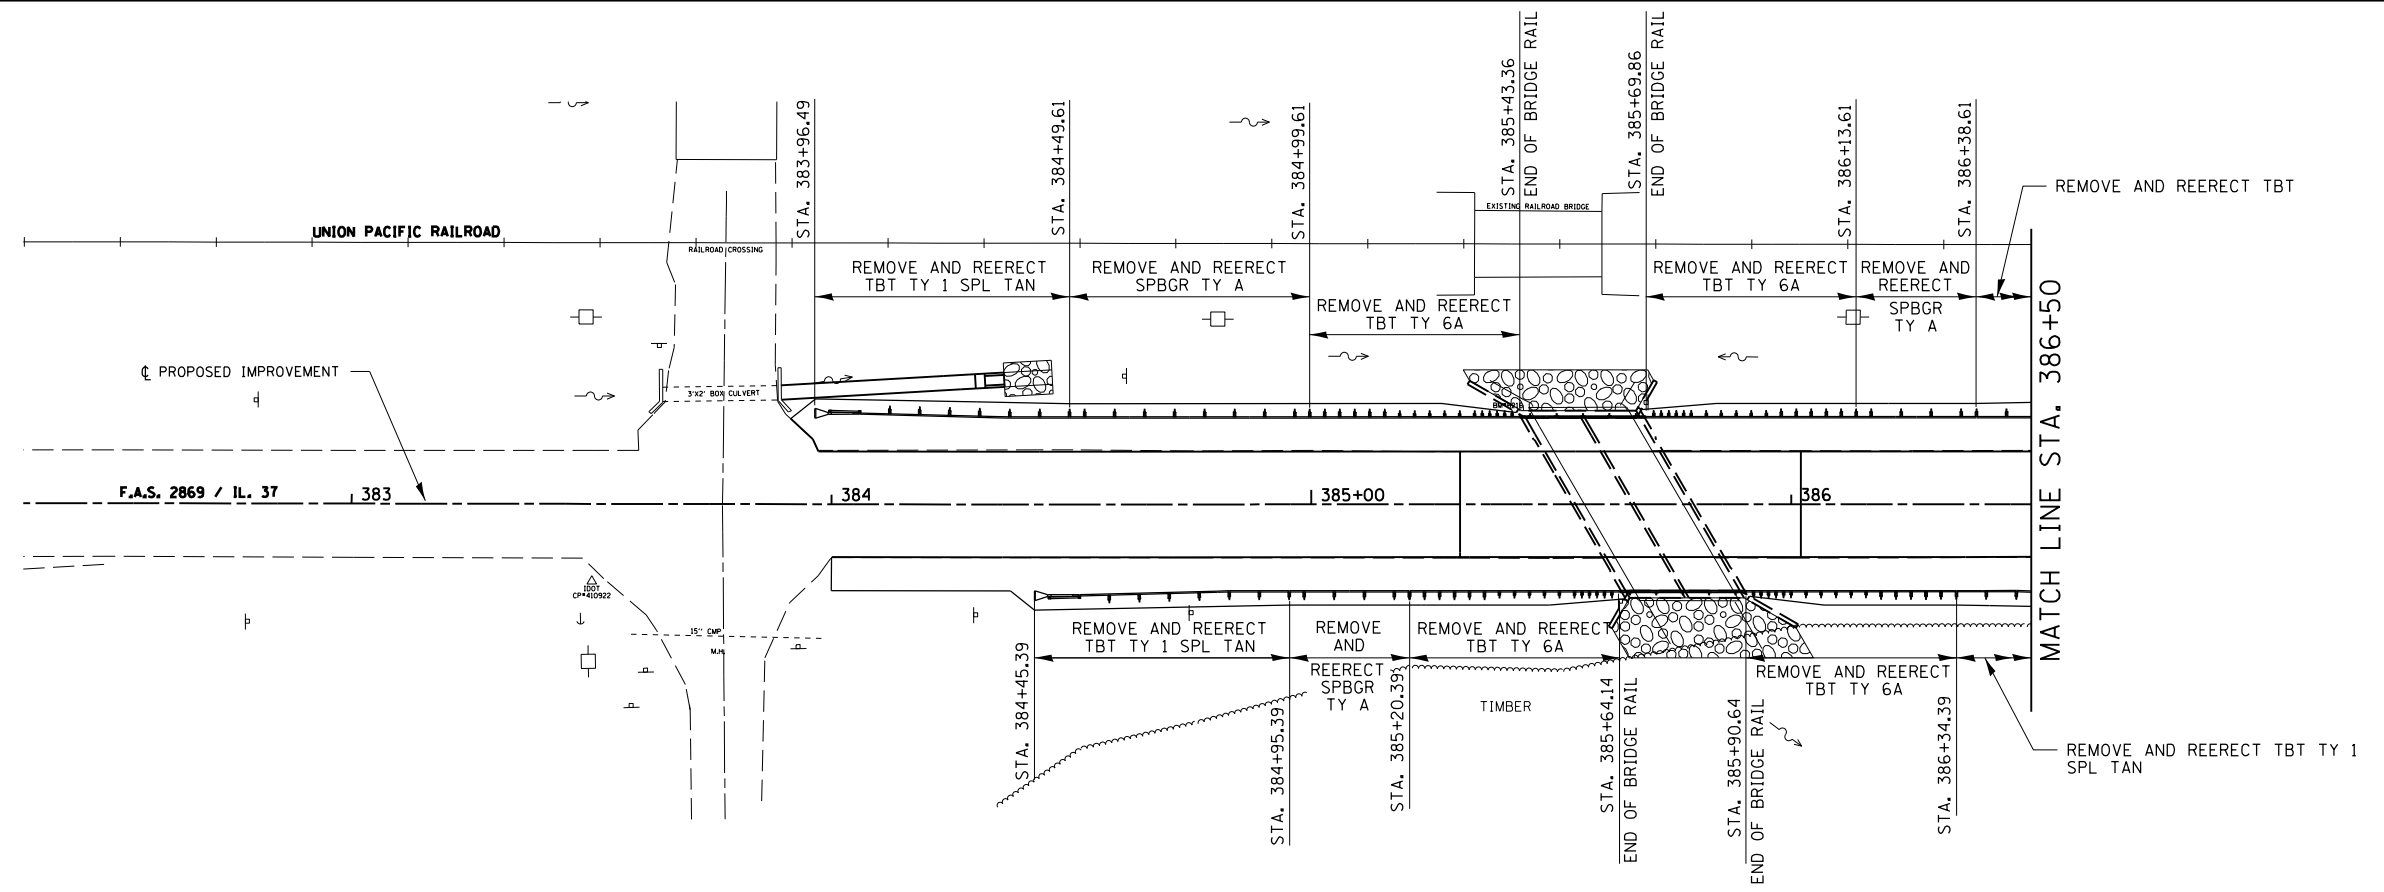 STA. 383+96.49
STA. 384+49.61
STA. 384+99.61
STA. 385+43.36
END OF BRIDGE RAIL
STA. 385+69.86
END OF BRIDGE RAIL
STA. 386+13.61
STA. 386+38.61
REMOVE AND REERECT TBT
UNION PACIFIC RAILROAD
RAILROAD CROSSING
EXISTING RAILROAD BRIDGE
REMOVE AND REERECT
TBT TY 1 SPL TAN
REMOVE AND REERECT
SPBGR TY A
REMOVE AND REERECT
TBT TY 6A
REMOVE AND REERECT
TBT TY 6A
REMOVE AND
REERECT
SPBGR
TY A
MATCH LINE STA. 386+50
℄ PROPOSED IMPROVEMENT
3'X2' BOX CULVERT
F.A.S. 2869 / IL. 37
383
384
385+00
386
IDOT
CP#410922
15" CMP
M.H.
REMOVE AND REERECT
TBT TY 1 SPL TAN
REMOVE
AND
REERECT
SPBGR
TY A
REMOVE AND REERECT
TBT TY 6A
REMOVE AND REERECT
TBT TY 6A
TIMBER
STA. 384+45.39
STA. 384+95.39
STA. 385+20.39
STA. 385+64.14
END OF BRIDGE RAIL
STA. 385+90.64
END OF BRIDGE RAIL
STA. 386+34.39
REMOVE AND REERECT TBT TY 1
SPL TAN